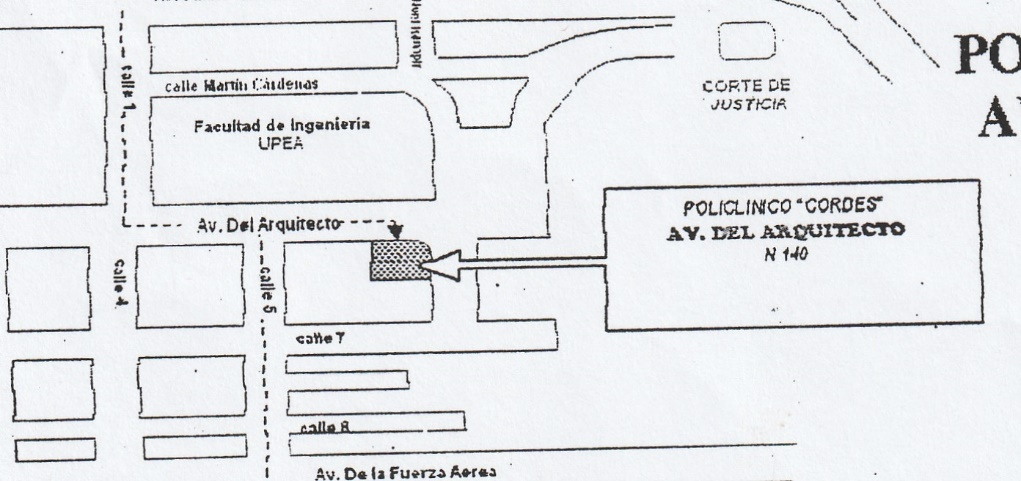 calle 1
calle Martin Cárdenas
Facultad de Ingenieria
UPEA
CORTE DE
JUSTICIA
PO
A
POLICLINICO "CORDES"
AV. DEL ARQUITECTO
N 140
Av. Del Arquitecto
calle 4
calle 5
calle 7
calle 8
Av. De la Fuerza Aerea